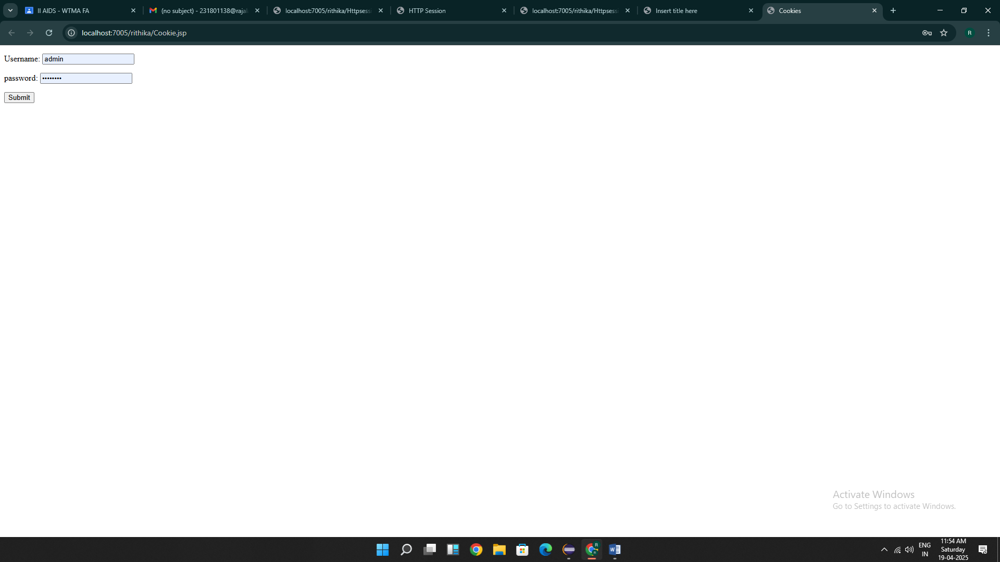 II AIDS - WTMA FA
(no subject) - 231801138@raja
localhost:7005/rithika/Httpsess
HTTP Session
localhost:7005/rithika/Httpsess
Insert title here
Cookies
localhost:7005/rithika/Cookie.jsp
R
Username: admin
password: ••••••••
Submit
Activate Windows
Go to Settings to activate Windows.
R
ENG
IN
11:54 AM
Saturday
19-04-2025